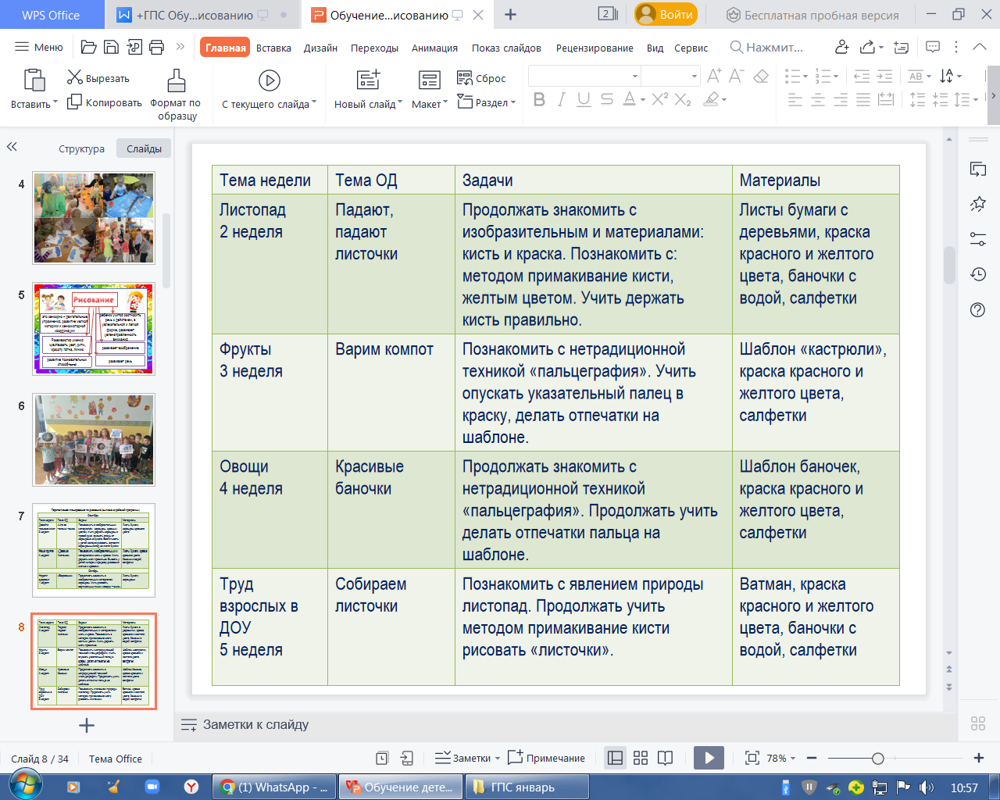 WPS Office
+ГПС Обу...исованию
Обучение...исованию
2
Войти
Бесплатная пробная версия
Меню
Главная
Вставка
Дизайн
Переходы
Анимация
Показ слайдов
Рецензирование
Вид
Сервис
Нажмит...
Вставить
Вырезать
Копировать
Формат по
образцу
С текущего слайда
Новый слайд
Макет
Сброс
Раздел
Структура
Слайды
4
5
Рисование
6
7
8
Тема недели Тема ОД Задачи Материалы
Листопад
2 неделя
Падают,
падают
листочки
Продолжать знакомить с
изобразительным и материалами:
кисть и краска. Познакомить с:
методом примакивание кисти,
желтым цветом. Учить держать
кисть правильно.
Листы бумаги с
деревьями, краска
красного и желтого
цвета, баночки с
водой, салфетки
Фрукты
3 неделя
Варим компот
Познакомить с нетрадиционной
техникой «пальцеграфия». Учить
опускать указательный палец в
краску, делать отпечатки на
шаблоне.
Шаблон «кастрюли»,
краска красного и
желтого цвета,
салфетки
Овощи
4 неделя
Красивые
баночки
Продолжать знакомить с
нетрадиционной техникой
«пальцеграфия». Продолжать учить
делать отпечатки пальца на
шаблоне.
Шаблон баночек,
краска красного и
желтого цвета,
салфетки
Труд
взрослых в
ДОУ
5 неделя
Собираем
листочки
Познакомить с явлением природы
листопад. Продолжать учить
методом примакивание кисти
рисовать «листочки».
Ватман, краска
красного и желтого
цвета, баночки с
водой, салфетки
Заметки к слайду
Слайд 8 / 34
Тема Office
Заметки
Примечание
78%
(1) WhatsApp - ...
Обучение дете...
ГПС январь
10:57